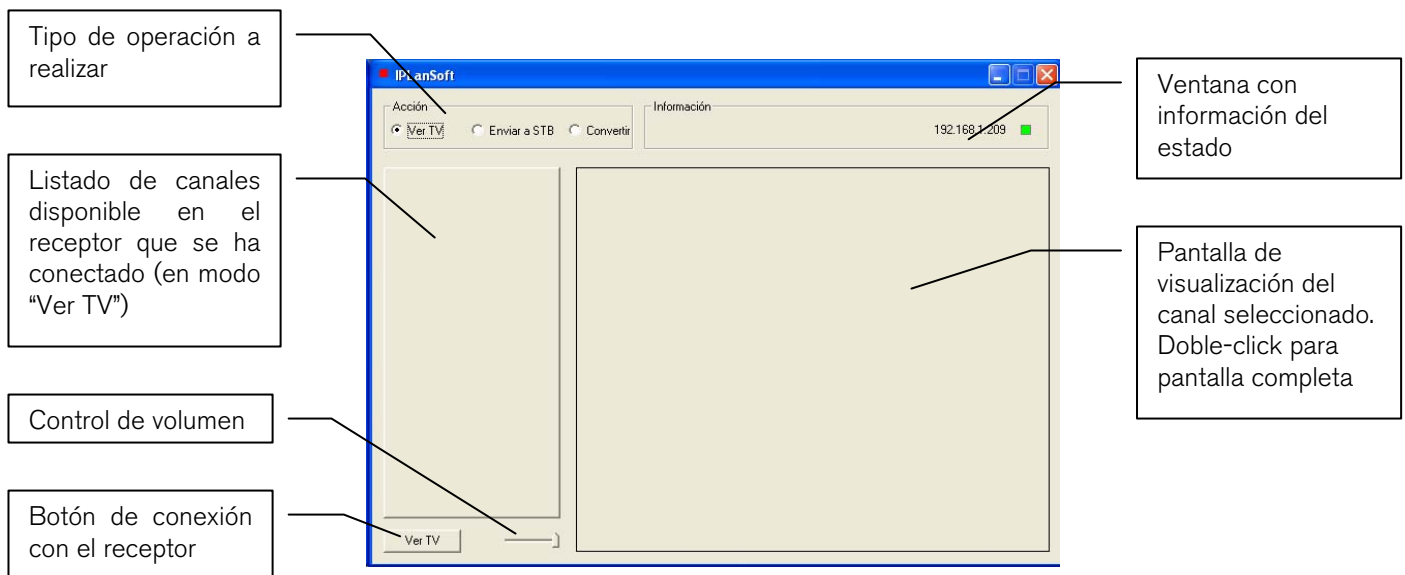 Tipo de operación a
realizar
Listado de canales
disponible en el
receptor que se ha
conectado (en modo
“Ver TV”)
Control de volumen
Botón de conexión
con el receptor
IPLanSoft
Acción
Ver TV
Enviar a STB
Convertir
Información
192.168.1.209
Ver TV
Ventana con
información del
estado
Pantalla de
visualización del
canal seleccionado.
Doble-click para
pantalla completa